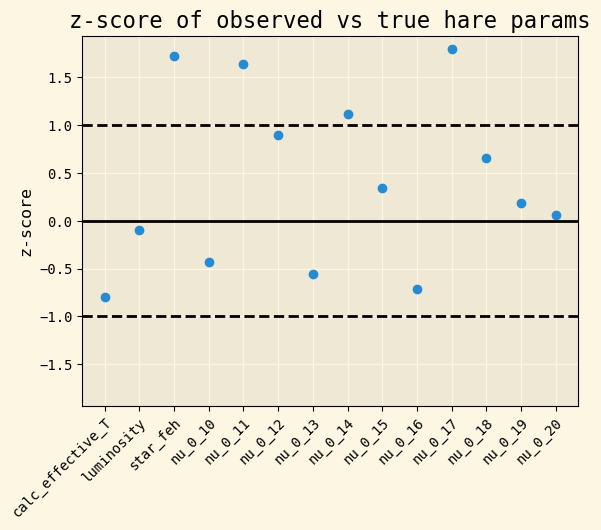 z-score of observed vs true hare params
z-score
1.5
1.0
0.5
0.0
−0.5
−1.0
−1.5
calc_effective_T
luminosity
star_feh
nu_0_10
nu_0_11
nu_0_12
nu_0_13
nu_0_14
nu_0_15
nu_0_16
nu_0_17
nu_0_18
nu_0_19
nu_0_20